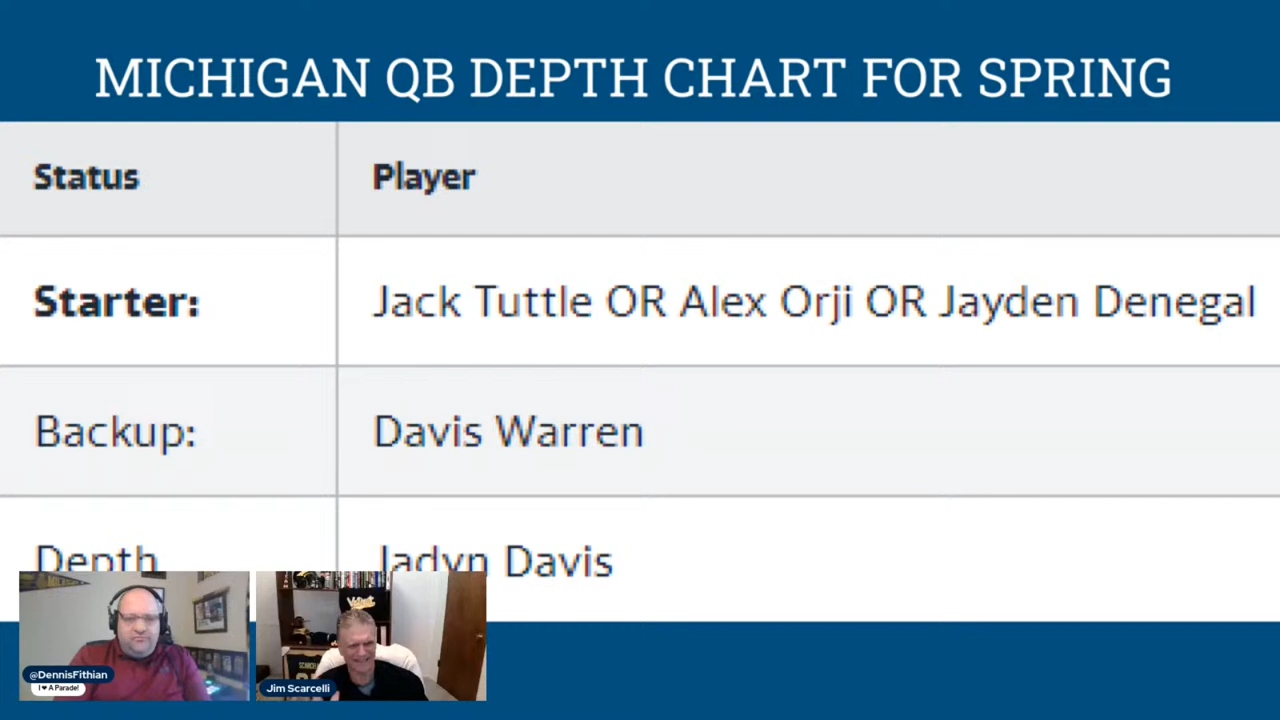 MICHIGAN QB DEPTH CHART FOR SPRING
Status Player
Starter: Jack Tuttle OR Alex Orji OR Jayden Denegal
Backup: Davis Warren
Depth Jadyn Davis
@DennisFithian
I ❤ A Parade!
Jim Scarcelli